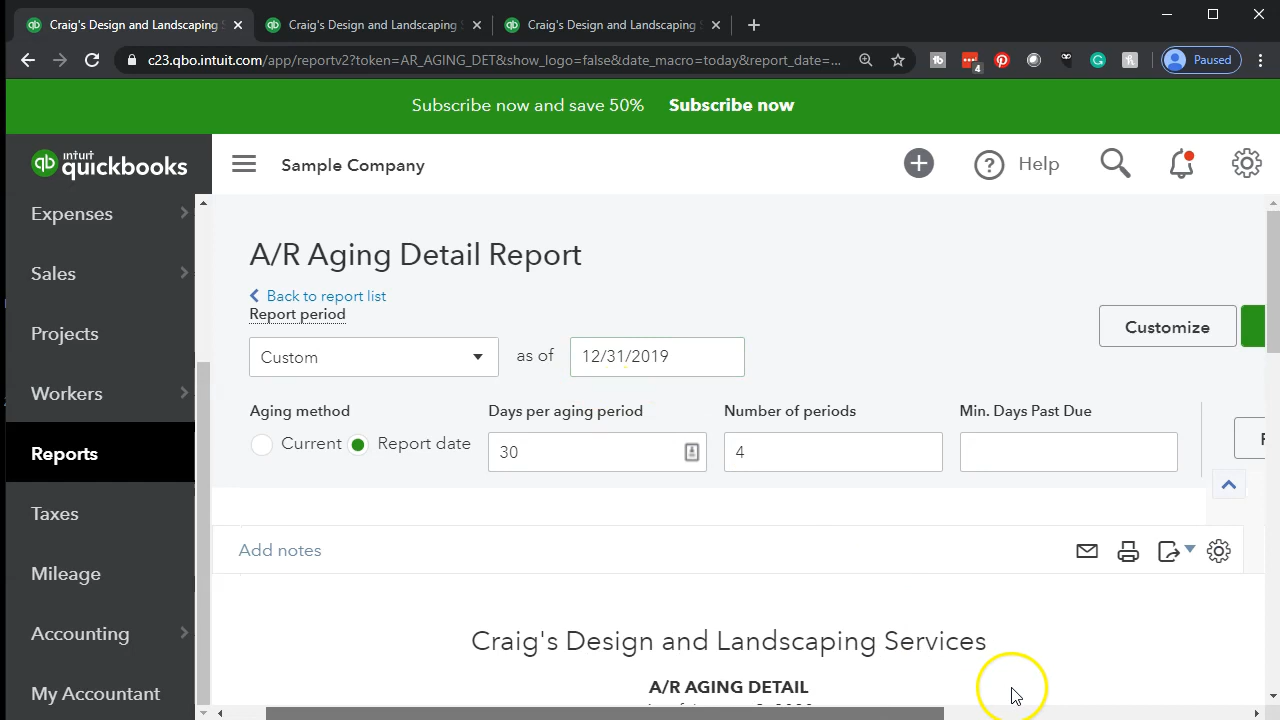 Craig's Design and Landscaping S
Craig's Design and Landscaping S
Craig's Design and Landscaping S
c23.qbo.intuit.com/app/reportv2?token=AR_AGING_DET&show_logo=false&date_macro=today&report_date=...
4
Paused
Subscribe now and save 50% Subscribe now
qb intuit quickbooks
Sample Company
Help
Expenses
Sales
Projects
Workers
Reports
Taxes
Mileage
Accounting
My Accountant
A/R Aging Detail Report
Back to report list
Report period
Custom
as of
12/31/2019
Customize
Aging method
Current
Report date
Days per aging period
30
Number of periods
4
Min. Days Past Due
Add notes
Craig's Design and Landscaping Services
A/R AGING DETAIL